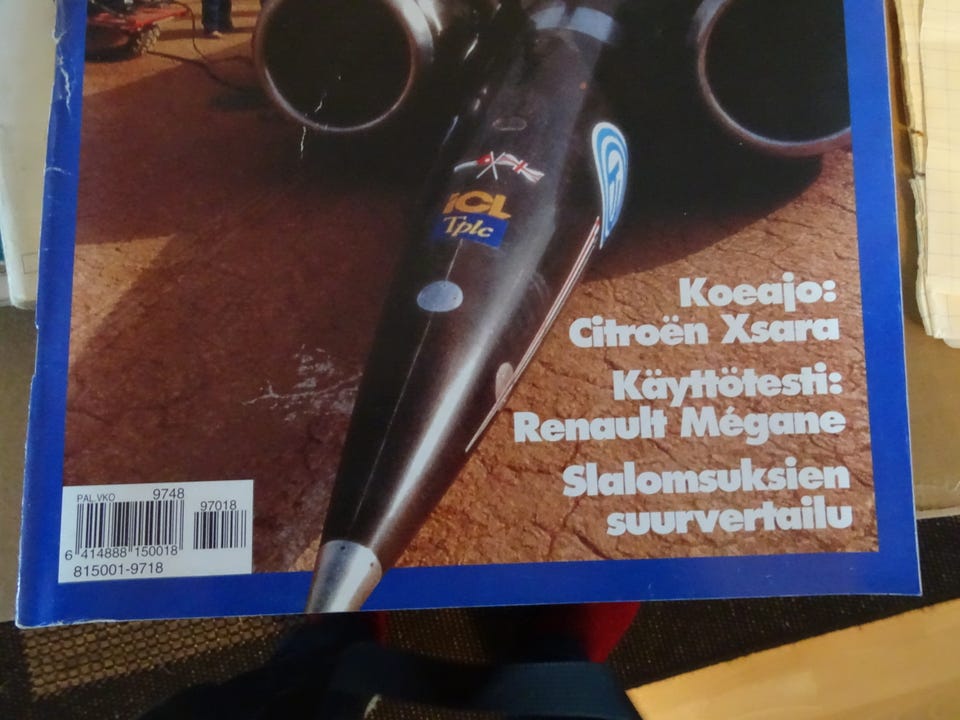 ICL
Tplc
Koeajo:
Citroën Xsara
Käyttötesti:
Renault Mégane
Slalomsuksien
suurvertailu
PAL.VKO 9748
97018
6 414888 150018
815001-9718